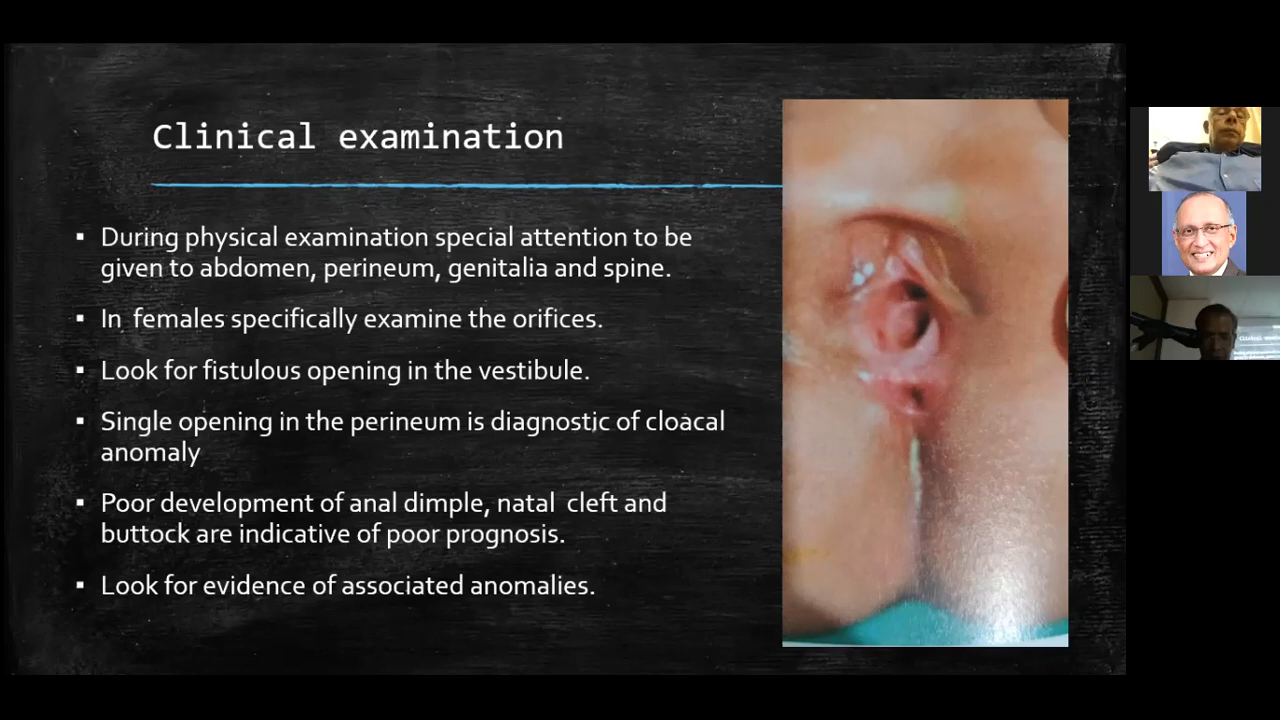 Clinical examination
▪ During physical examination special attention to be
given to abdomen, perineum, genitalia and spine.
▪ In females specifically examine the orifices.
▪ Look for fistulous opening in the vestibule.
▪ Single opening in the perineum is diagnostic of cloacal
anomaly
▪ Poor development of anal dimple, natal cleft and
buttock are indicative of poor prognosis.
▪ Look for evidence of associated anomalies.